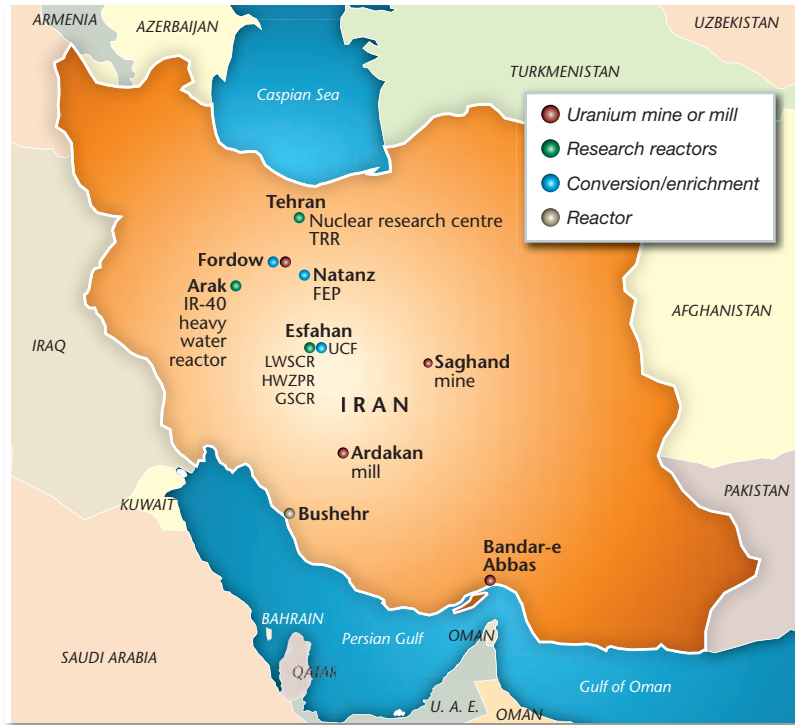 ARMENIA
AZERBAIJAN
UZBEKISTAN
TURKMENISTAN
Caspian Sea
Uranium mine or mill
Research reactors
Conversion/enrichment
Reactor
Tehran
Nuclear research centre
TRR
Fordow
Natanz
FEP
Arak
IR-40
heavy
water
reactor
AFGHANISTAN
IRAQ
Esfahan
UCF
LWSCR
HWZPR
GSCR
Saghand
mine
IRAN
Ardakan
mill
PAKISTAN
KUWAIT
Bushehr
Bandar-e
Abbas
BAHRAIN
Persian Gulf
OMAN
SAUDI ARABIA
QATAR
Gulf of Oman
U. A. E.
OMAN